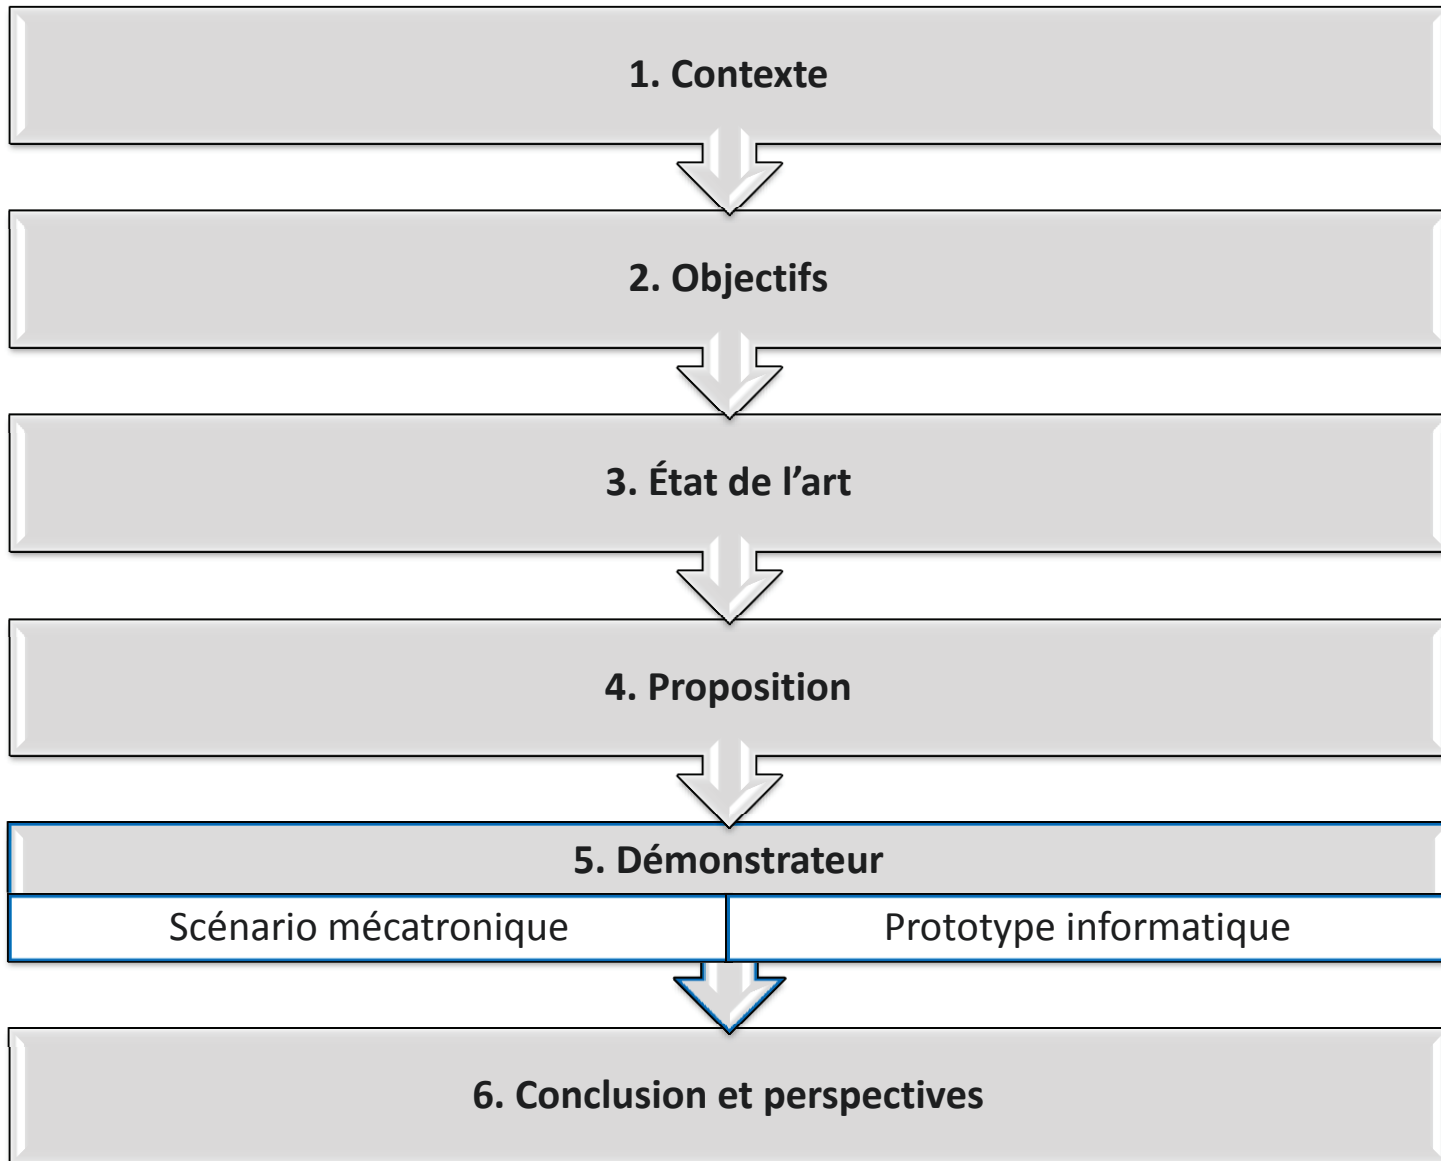 1. Contexte
2. Objectifs
3. État de l’art
4. Proposition
5. Démonstrateur
Scénario mécatronique
Prototype informatique
6. Conclusion et perspectives